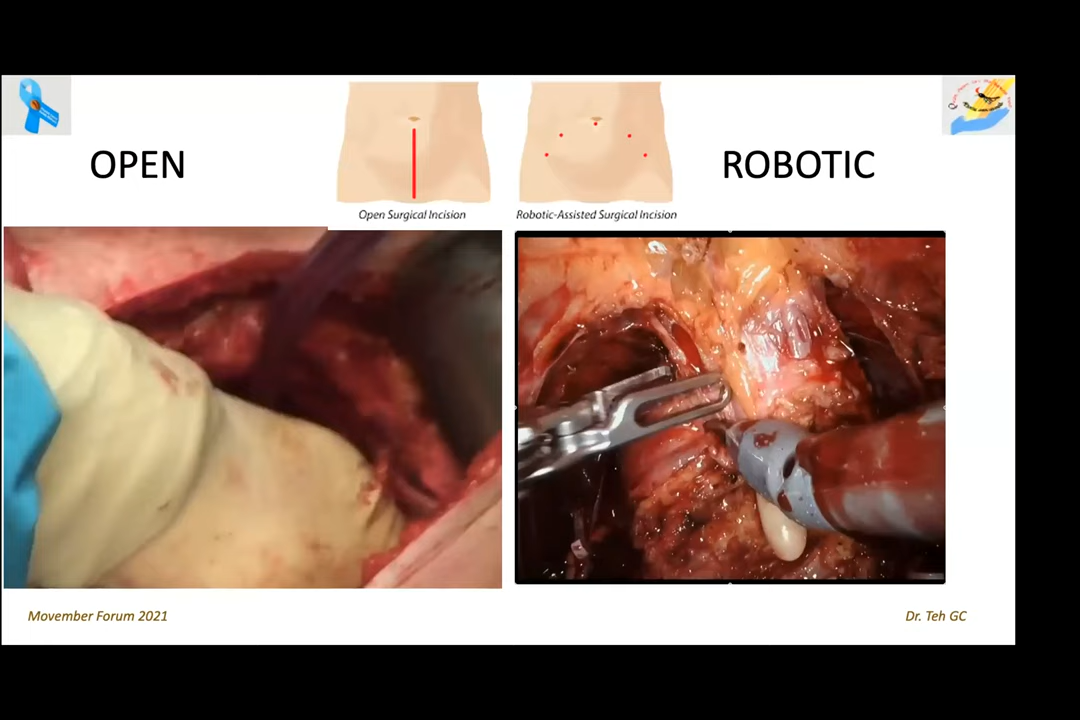 OPEN
ROBOTIC
Open Surgical Incision
Robotic-Assisted Surgical Incision
Movember Forum 2021
Dr. Teh GC